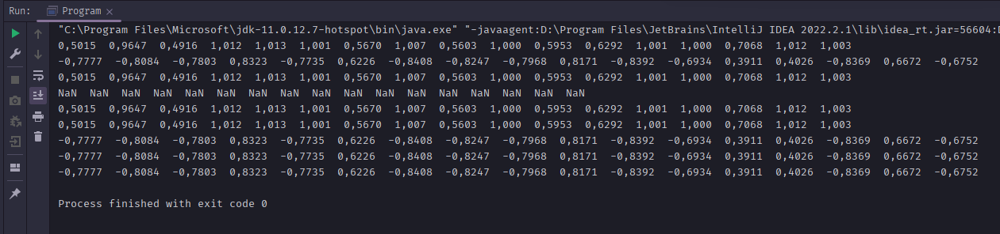 Run: Program
"C:\Program Files\Microsoft\jdk-11.0.12.7-hotspot\bin\java.exe" "-javaagent:D:\Program Files\JetBrains\IntelliJ IDEA 2022.2.1\lib\idea_rt.jar=56604:D
0,5015 0,9647 0,4916 1,012 1,013 1,001 0,5670 1,007 0,5603 1,000 0,5953 0,6292 1,001 1,000 0,7068 1,012 1,003
-0,7777 -0,8084 -0,7803 0,8323 -0,7735 0,6226 -0,8408 -0,8247 -0,7968 0,8171 -0,8392 -0,6934 0,3911 0,4026 -0,8369 0,6672 -0,6752
0,5015 0,9647 0,4916 1,012 1,013 1,001 0,5670 1,007 0,5603 1,000 0,5953 0,6292 1,001 1,000 0,7068 1,012 1,003
NaN NaN NaN NaN NaN NaN NaN NaN NaN NaN NaN NaN NaN NaN NaN NaN NaN
0,5015 0,9647 0,4916 1,012 1,013 1,001 0,5670 1,007 0,5603 1,000 0,5953 0,6292 1,001 1,000 0,7068 1,012 1,003
0,5015 0,9647 0,4916 1,012 1,013 1,001 0,5670 1,007 0,5603 1,000 0,5953 0,6292 1,001 1,000 0,7068 1,012 1,003
-0,7777 -0,8084 -0,7803 0,8323 -0,7735 0,6226 -0,8408 -0,8247 -0,7968 0,8171 -0,8392 -0,6934 0,3911 0,4026 -0,8369 0,6672 -0,6752
-0,7777 -0,8084 -0,7803 0,8323 -0,7735 0,6226 -0,8408 -0,8247 -0,7968 0,8171 -0,8392 -0,6934 0,3911 0,4026 -0,8369 0,6672 -0,6752
-0,7777 -0,8084 -0,7803 0,8323 -0,7735 0,6226 -0,8408 -0,8247 -0,7968 0,8171 -0,8392 -0,6934 0,3911 0,4026 -0,8369 0,6672 -0,6752
Process finished with exit code 0